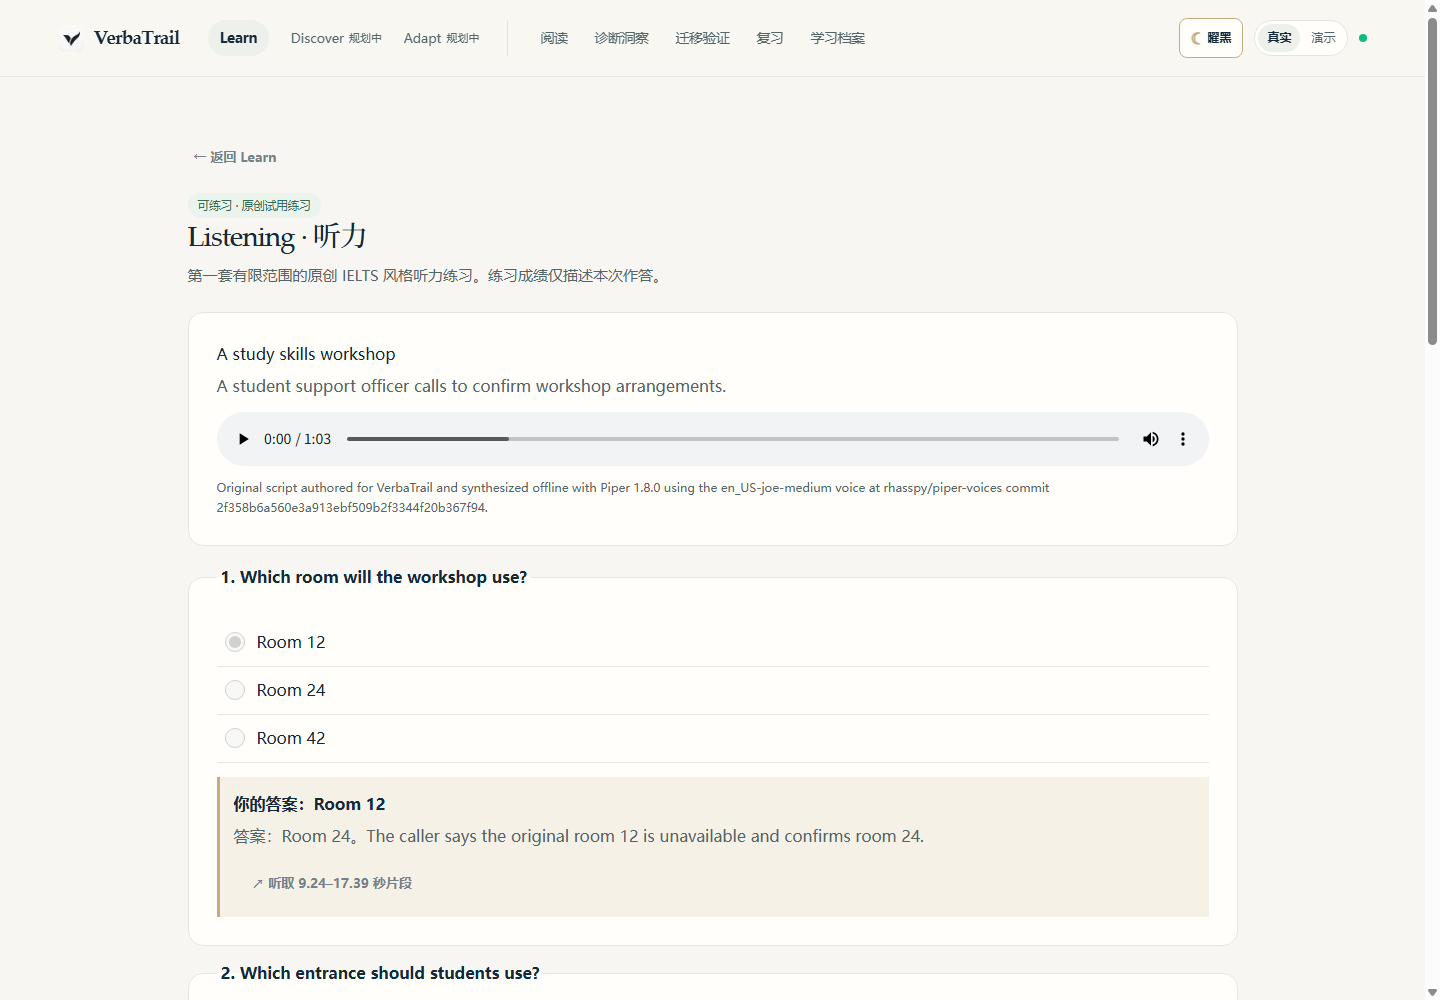 VerbaTrail
Learn
Discover 规划中
Adapt 规划中
阅读
诊断洞察
迁移验证
复习
学习档案
曜黑
真实
演示
← 返回 Learn
可练习 · 原创试用练习
Listening · 听力
第一套有限范围的原创 IELTS 风格听力练习。练习成绩仅描述本次作答。
A study skills workshop
A student support officer calls to confirm workshop arrangements.
0:00 / 1:03
Original script authored for VerbaTrail and synthesized offline with Piper 1.8.0 using the en_US-joe-medium voice at rhasspy/piper-voices commit
2f358b6a560e3a913ebf509b2f3344f20b367f94.
1. Which room will the workshop use?
Room 12
Room 24
Room 42
你的答案：Room 12
答案：Room 24。The caller says the original room 12 is unavailable and confirms room 24.
↗ 听取 9.24–17.39 秒片段
2. Which entrance should students use?